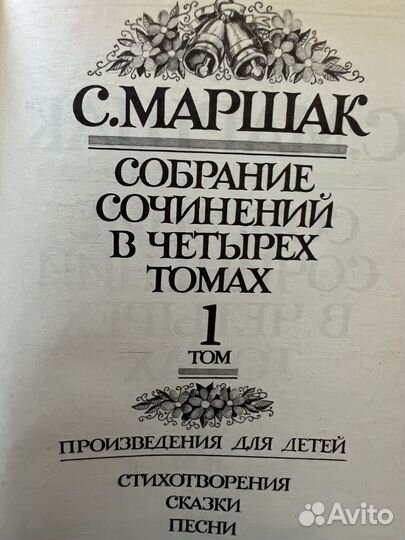 С.МАРШАК
СОБРАНИЕ
СОЧИНЕНИЙ
В ЧЕТЫРЕХ
ТОМАХ
1
ТОМ
ПРОИЗВЕДЕНИЯ ДЛЯ ДЕТЕЙ
СТИХОТВОРЕНИЯ
СКАЗКИ
ПЕСНИ
Avito